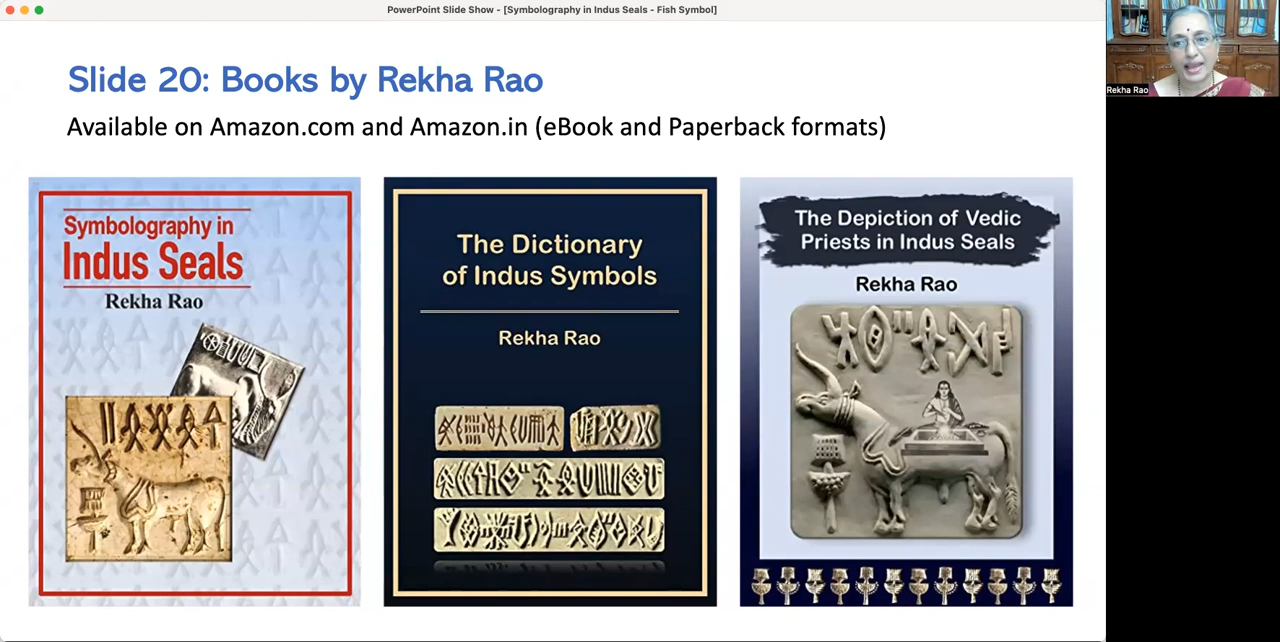 PowerPoint Slide Show - [Symbolography in Indus Seals - Fish Symbol]
Slide 20: Books by Rekha Rao
Available on Amazon.com and Amazon.in (eBook and Paperback formats)
Symbolography in
Indus Seals
Rekha Rao
The Dictionary
of Indus Symbols
Rekha Rao
The Depiction of Vedic
Priests in Indus Seals
Rekha Rao
Rekha Rao